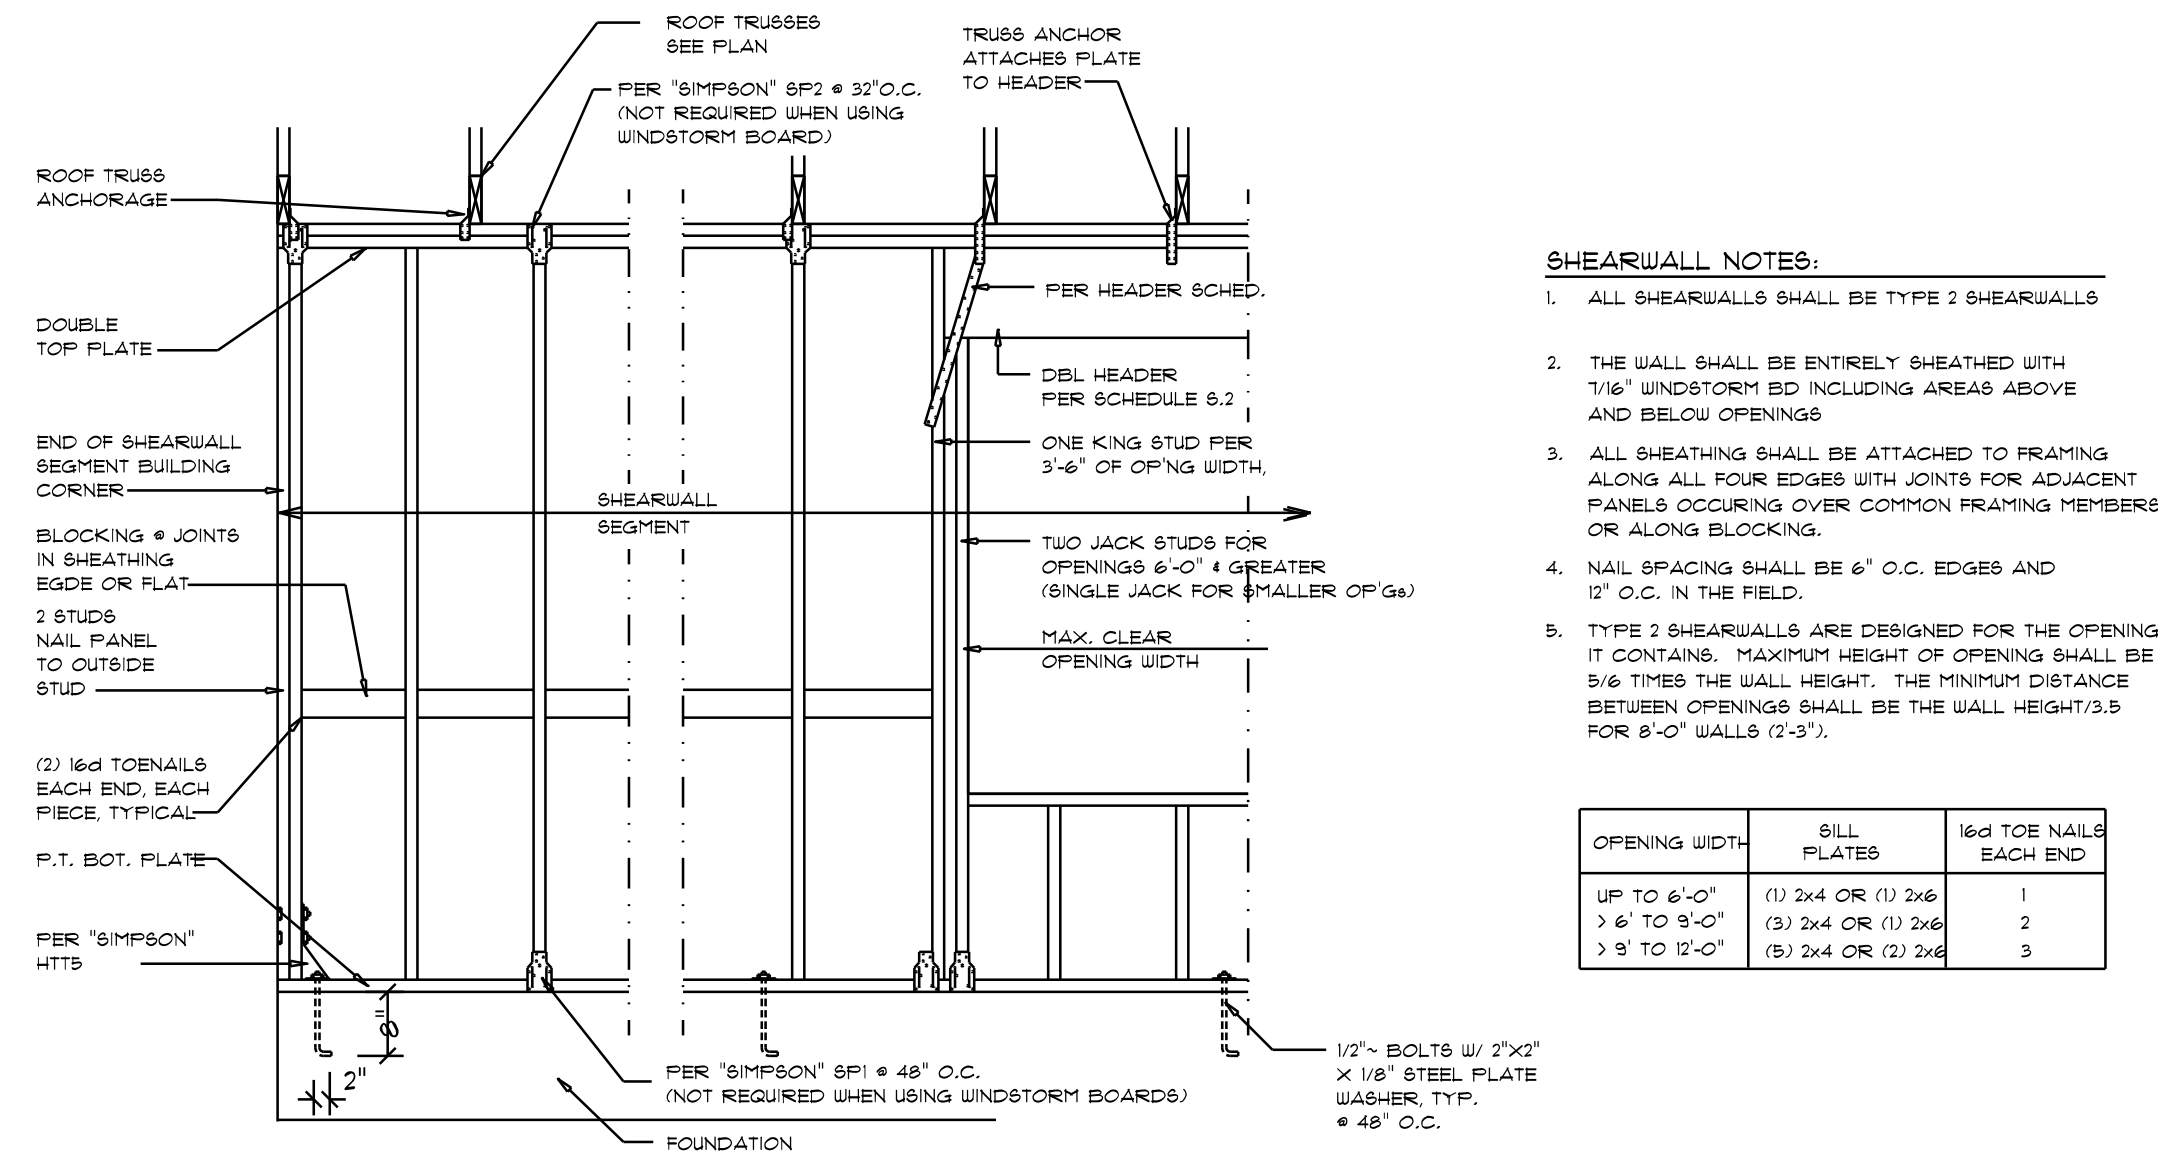 ROOF TRUSSES
SEE PLAN
TRUSS ANCHOR
ATTACHES PLATE
TO HEADER
PER "SIMPSON" SP2 @ 32"O.C.
(NOT REQUIRED WHEN USING
WINDSTORM BOARD)
ROOF TRUSS
ANCHORAGE
DOUBLE
TOP PLATE
END OF SHEARWALL
SEGMENT BUILDING
CORNER
BLOCKING @ JOINTS
IN SHEATHING
EGDE OR FLAT
2 STUDS
NAIL PANEL
TO OUTSIDE
STUD
(2) 16d TOENAILS
EACH END, EACH
PIECE, TYPICAL
P.T. BOT. PLATE
PER "SIMPSON"
HTT5
SHEARWALL
SEGMENT
PER HEADER SCHED.
DBL HEADER
PER SCHEDULE S.2
ONE KING STUD PER
3'-6" OF OP'NG WIDTH,
TWO JACK STUDS FOR
OPENINGS 6'-0" & GREATER
(SINGLE JACK FOR SMALLER OP'Gs)
MAX. CLEAR
OPENING WIDTH
8"
2"
PER "SIMPSON" SP1 @ 48" O.C.
(NOT REQUIRED WHEN USING WINDSTORM BOARDS)
FOUNDATION
1/2"~ BOLTS W/ 2"X2"
X 1/8" STEEL PLATE
WASHER, TYP.
@ 48" O.C.
SHEARWALL NOTES:
1. ALL SHEARWALLS SHALL BE TYPE 2 SHEARWALLS
2. THE WALL SHALL BE ENTIRELY SHEATHED WITH
7/16" WINDSTORM BD INCLUDING AREAS ABOVE
AND BELOW OPENINGS
3. ALL SHEATHING SHALL BE ATTACHED TO FRAMING
ALONG ALL FOUR EDGES WITH JOINTS FOR ADJACENT
PANELS OCCURING OVER COMMON FRAMING MEMBERS
OR ALONG BLOCKING.
4. NAIL SPACING SHALL BE 6" O.C. EDGES AND
12" O.C. IN THE FIELD.
5. TYPE 2 SHEARWALLS ARE DESIGNED FOR THE OPENING
IT CONTAINS. MAXIMUM HEIGHT OF OPENING SHALL BE
5/6 TIMES THE WALL HEIGHT. THE MINIMUM DISTANCE
BETWEEN OPENINGS SHALL BE THE WALL HEIGHT/3.5
FOR 8'-0" WALLS (2'-3").
OPENING WIDTH
SILL
PLATES
16d TOE NAILS
EACH END
UP TO 6'-0" (1) 2x4 OR (1) 2x6 1
> 6' TO 9'-0" (3) 2x4 OR (1) 2x6 2
> 9' TO 12'-0" (5) 2x4 OR (2) 2x6 3